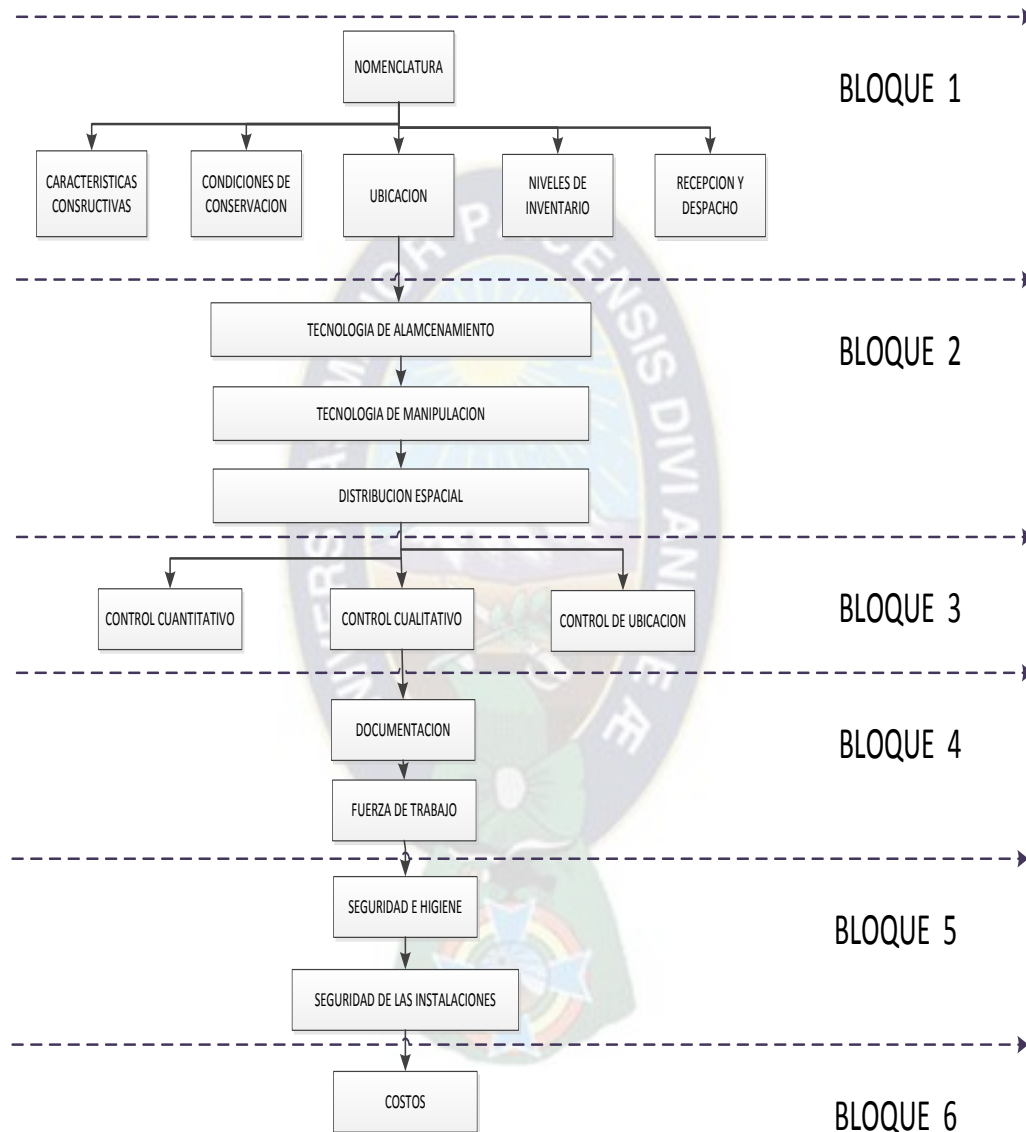 NOMENCLATURA
BLOQUE 1
CARACTERISTICAS
CONSRUCTIVAS
CONDICIONES DE
CONSERVACION
UBICACION
NIVELES DE
INVENTARIO
RECEPCION Y
DESPACHO
TECNOLOGIA DE ALAMCENAMIENTO
BLOQUE 2
TECNOLOGIA DE MANIPULACION
DISTRIBUCION ESPACIAL
CONTROL CUANTITATIVO
CONTROL CUALITATIVO
CONTROL DE UBICACION
BLOQUE 3
DOCUMENTACION
BLOQUE 4
FUERZA DE TRABAJO
SEGURIDAD E HIGIENE
BLOQUE 5
SEGURIDAD DE LAS INSTALACIONES
COSTOS
BLOQUE 6